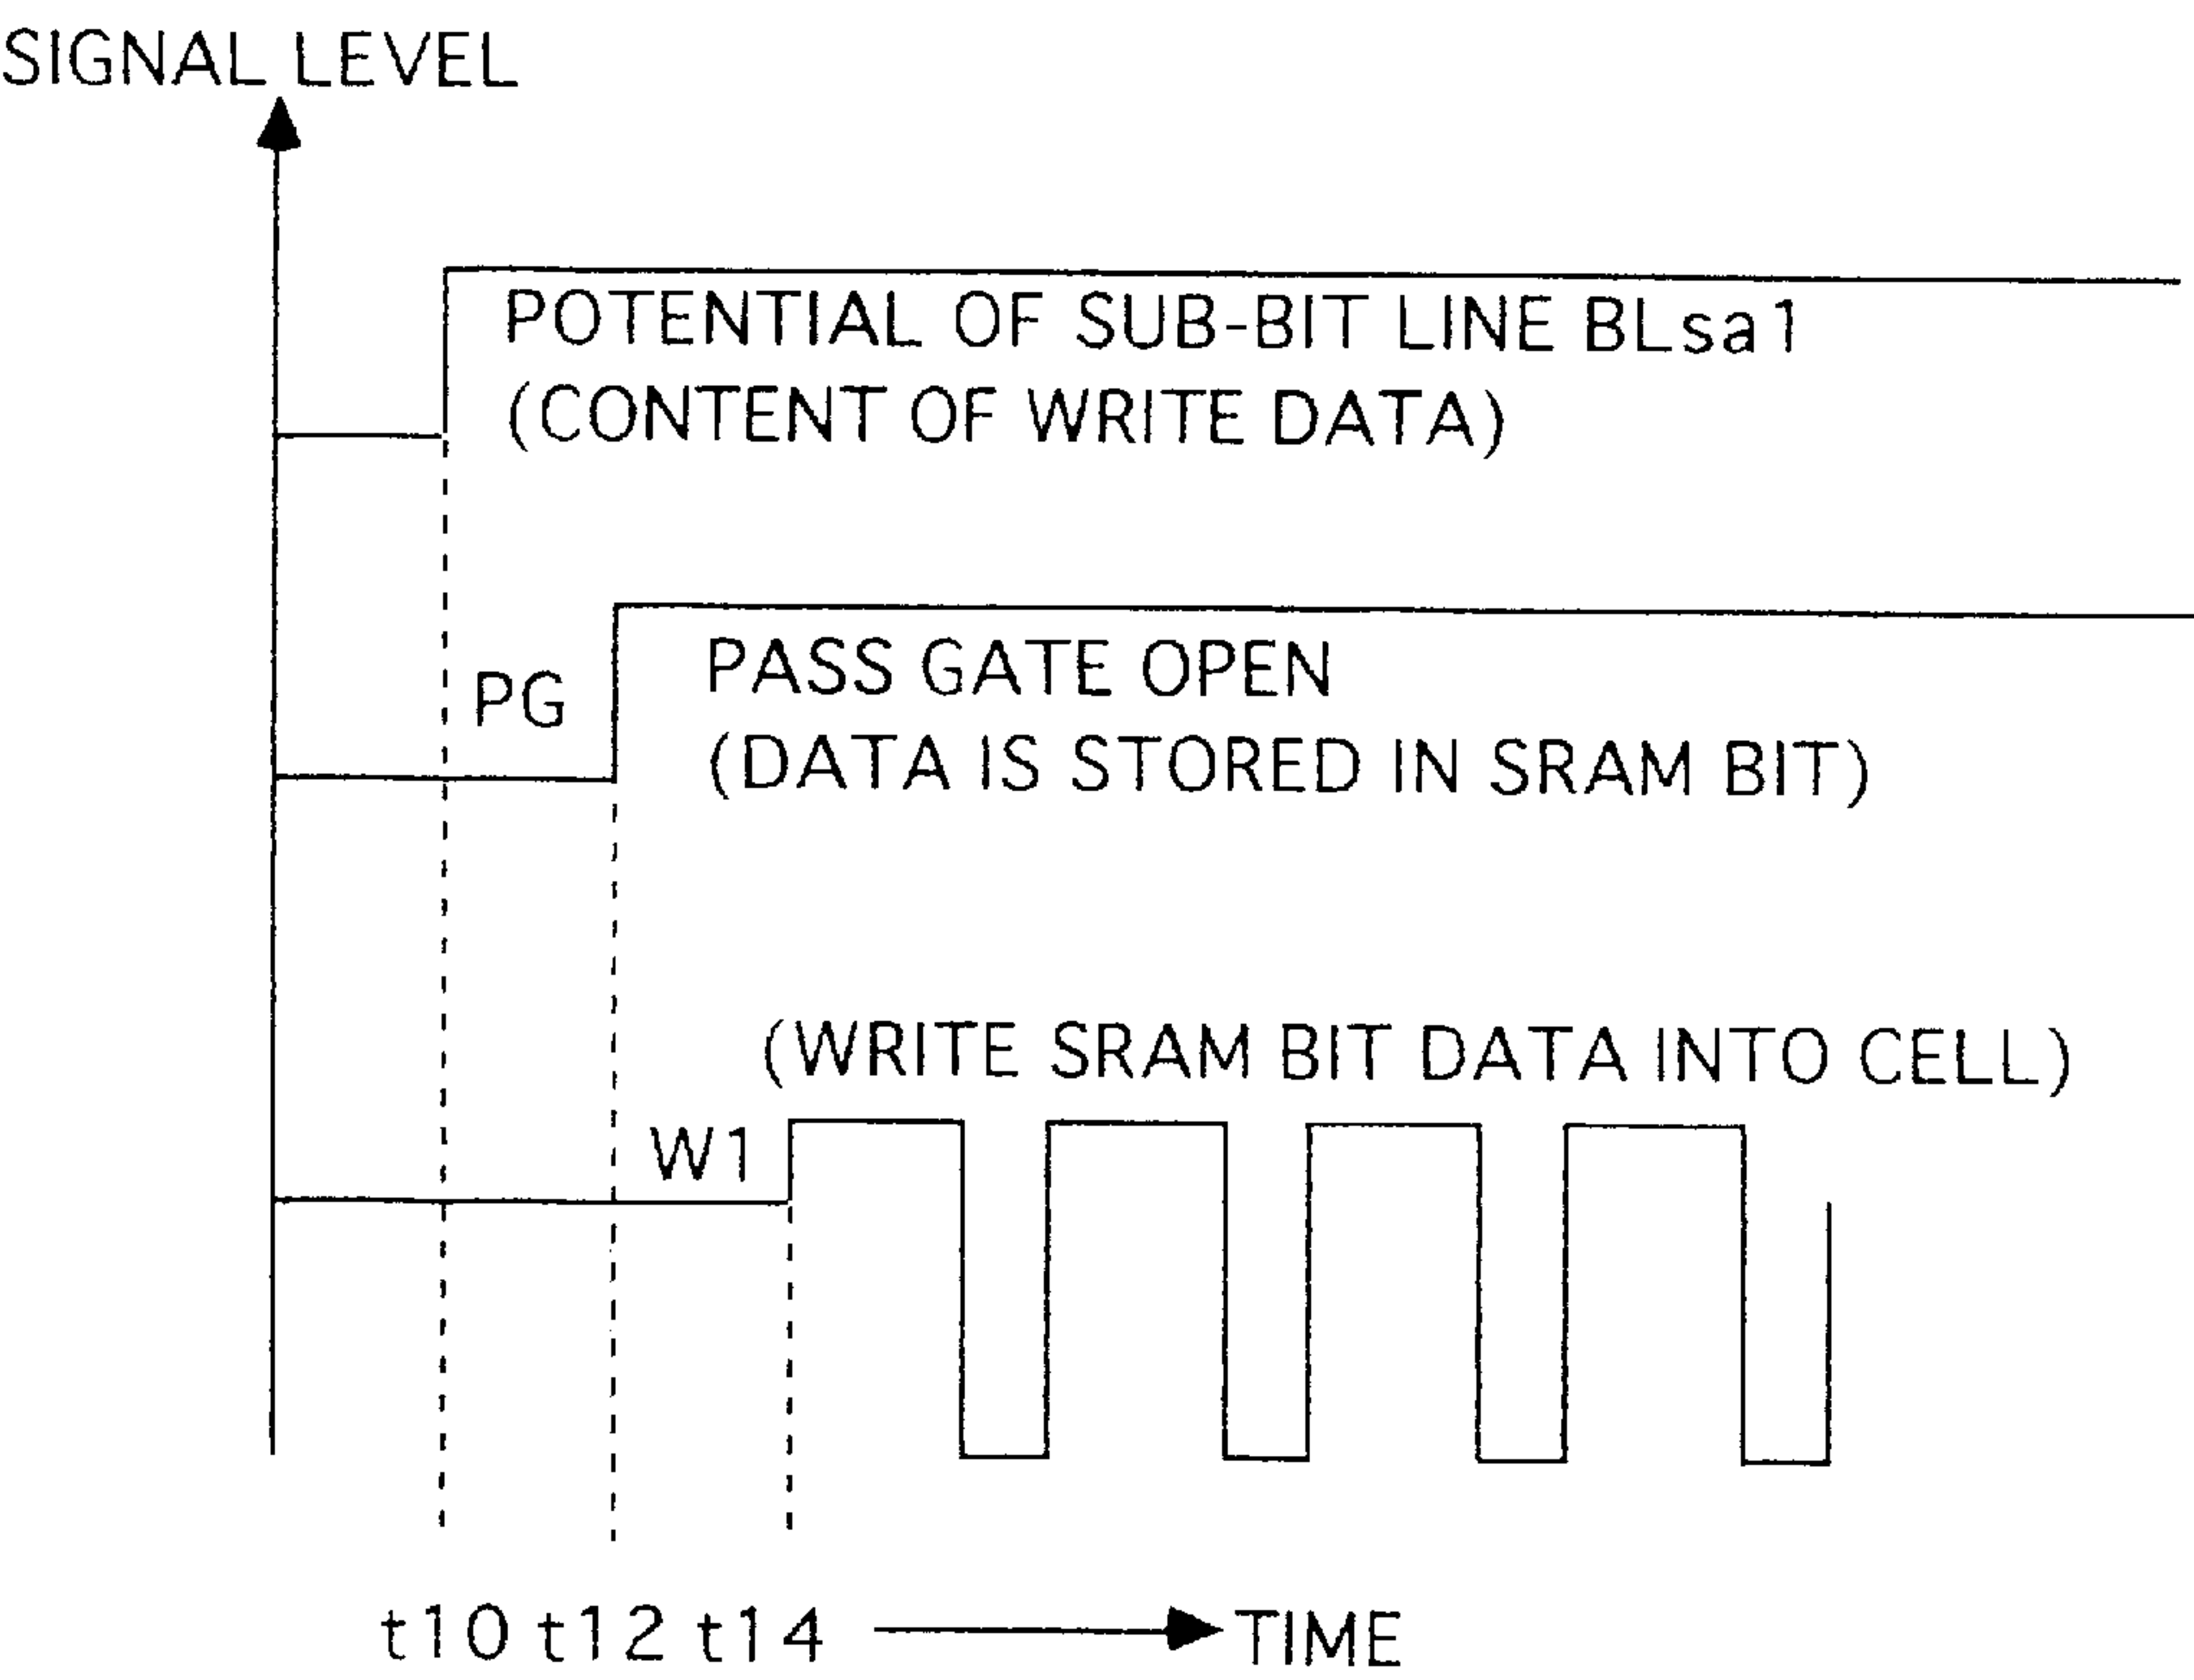 SIGNAL LEVEL
POTENTIAL OF SUB-BIT LINE BLsa1
(CONTENT OF WRITE DATA)
PG
PASS GATE OPEN
(DATA IS STORED IN SRAM BIT)
(WRITE SRAM BIT DATA INTO CELL)
W1
t10 t12 t14 TIME